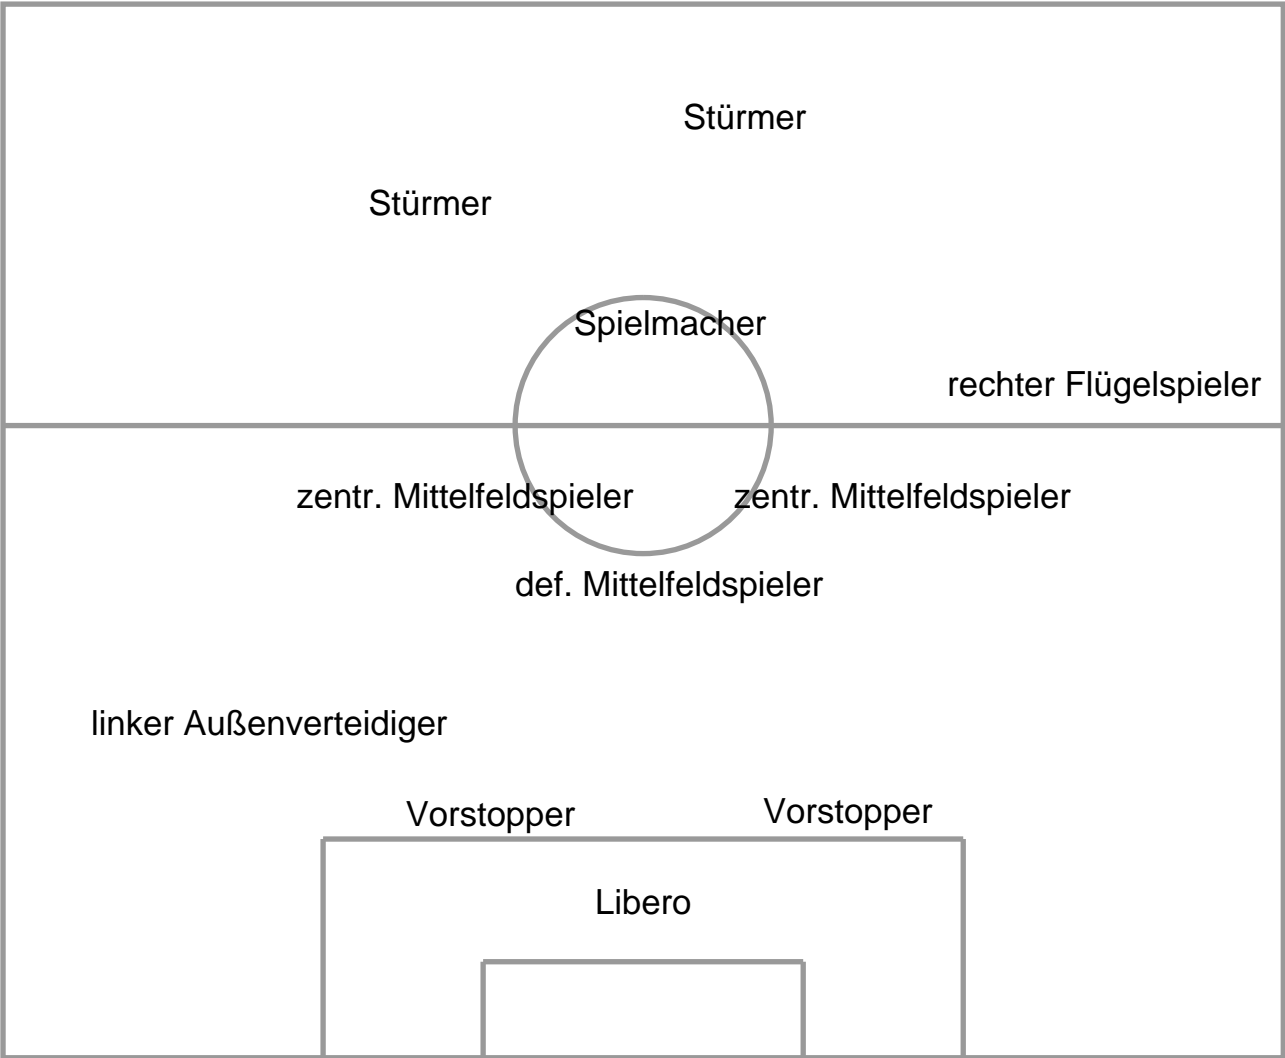 Stürmer
Stürmer
Spielmacher
rechter Flügelspieler
zentr. Mittelfeldspieler
zentr. Mittelfeldspieler
def. Mittelfeldspieler
linker Außenverteidiger
Vorstopper
Vorstopper
Libero